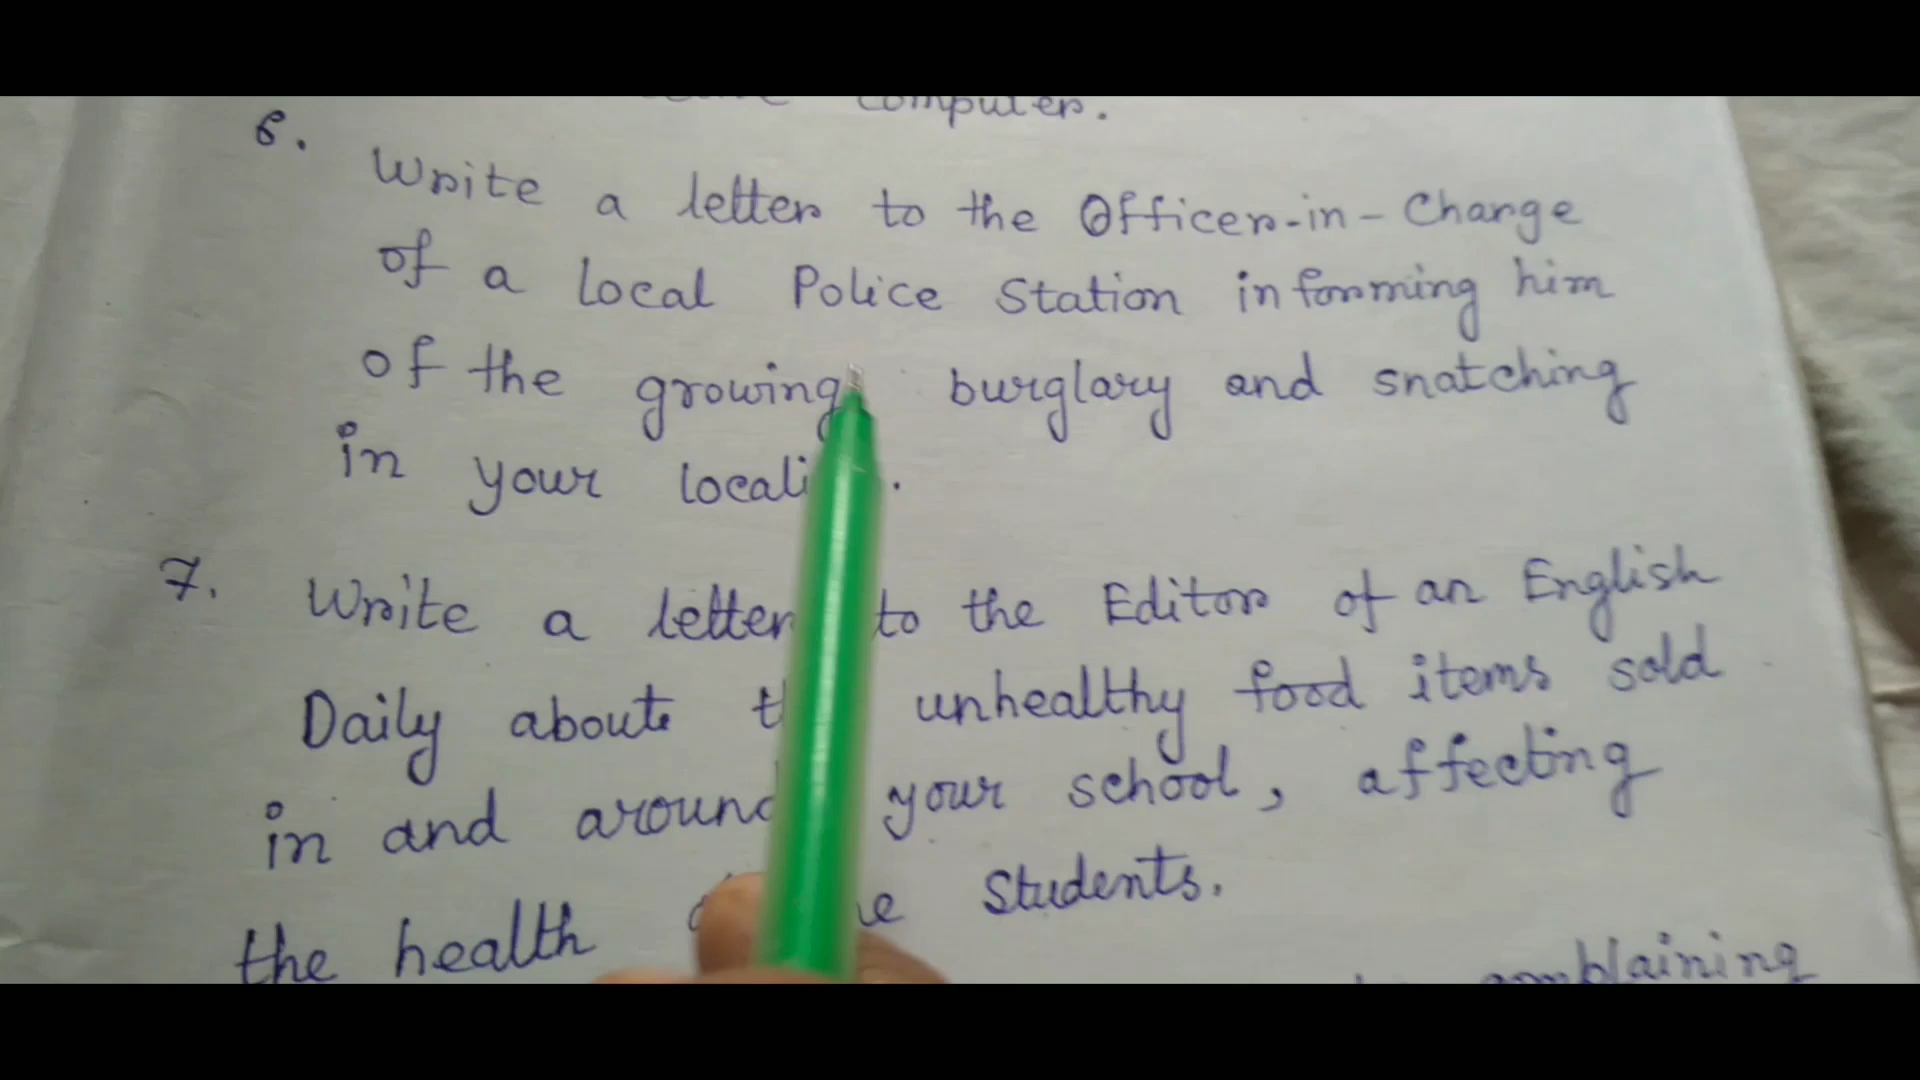 computer.
6.
Write a letter to the Officer-in-Charge
of a local Police Station informing him
of the growing burglary and snatching
in your
7. Write a letter to the Editor of an English
Daily about unhealthy food items sold
in and around your school, affecting
the health Students.
complaining